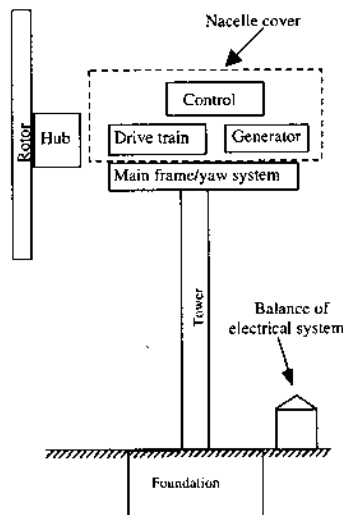 Nacelle cover
Control
Rotor
Hub
Drive train
Generator
Main frame/yaw system
Tower
Balance of
electrical system
Foundation